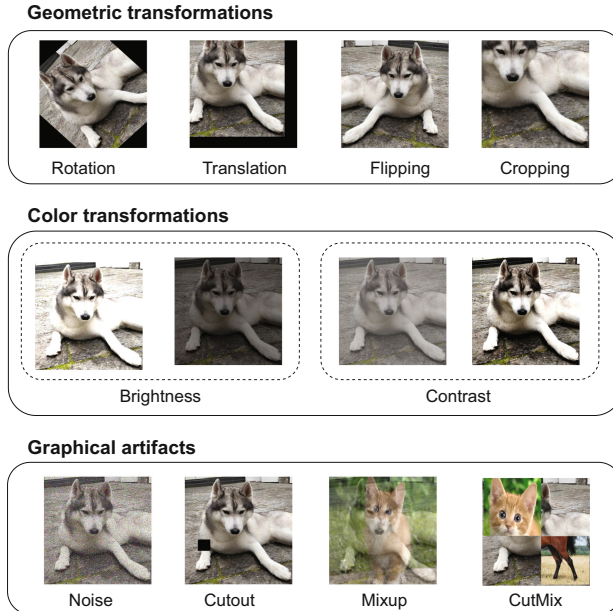 Geometric transformations
Rotation
Translation
Flipping
Cropping
Color transformations
Brightness
Contrast
Graphical artifacts
Noise
Cutout
Mixup
CutMix